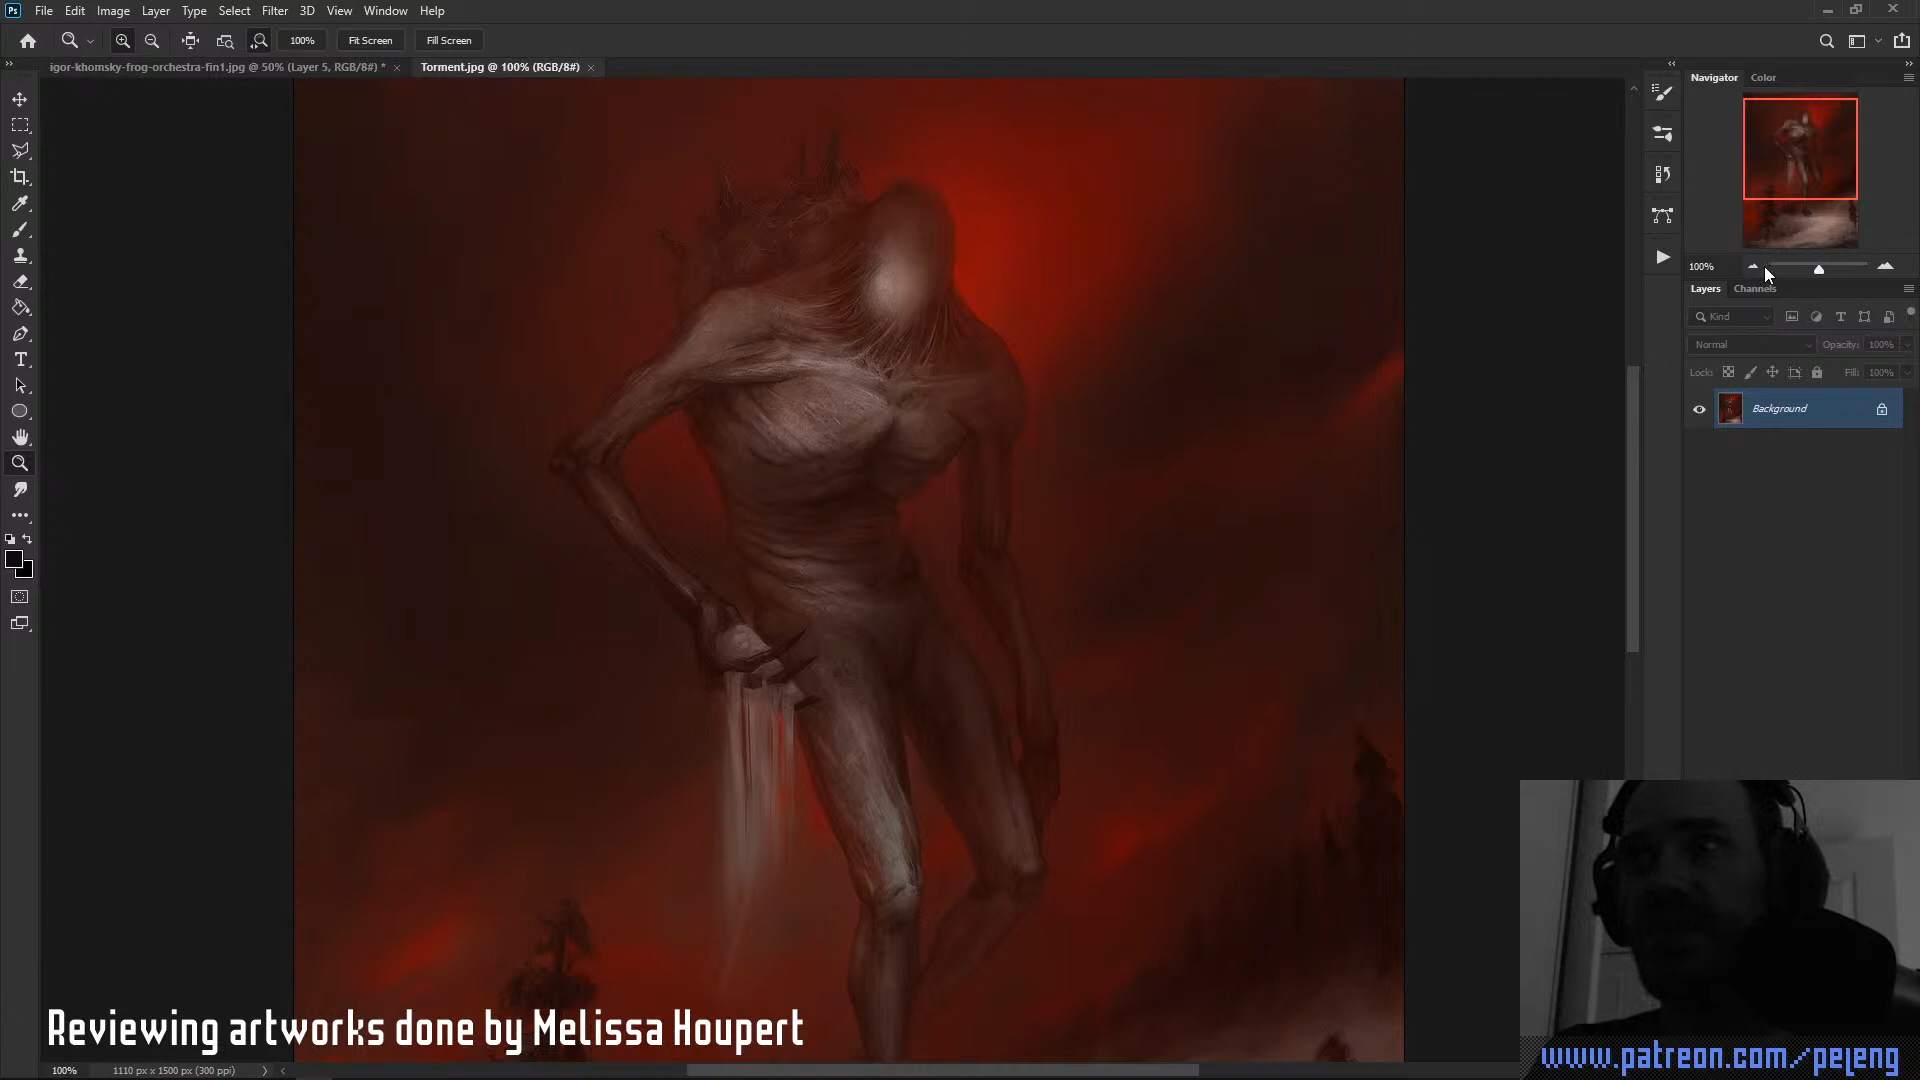 Ps File Edit Image Layer Type Select Filter 3D View Window Help
100% Fit Screen Fill Screen
igor-khomsky-frog-orchestra-fin1.jpg @ 50% (Layer 5, RGB/8#) * Torment.jpg @ 100% (RGB/8#)
Navigator Color
100%
Layers Channels
Kind
Normal Opacity: 100%
Lock: Fill: 100%
Background
Reviewing artworks done by Melissa Houpert
www.patreon.com/peleng
100% 1110 px x 1500 px (300 ppi)